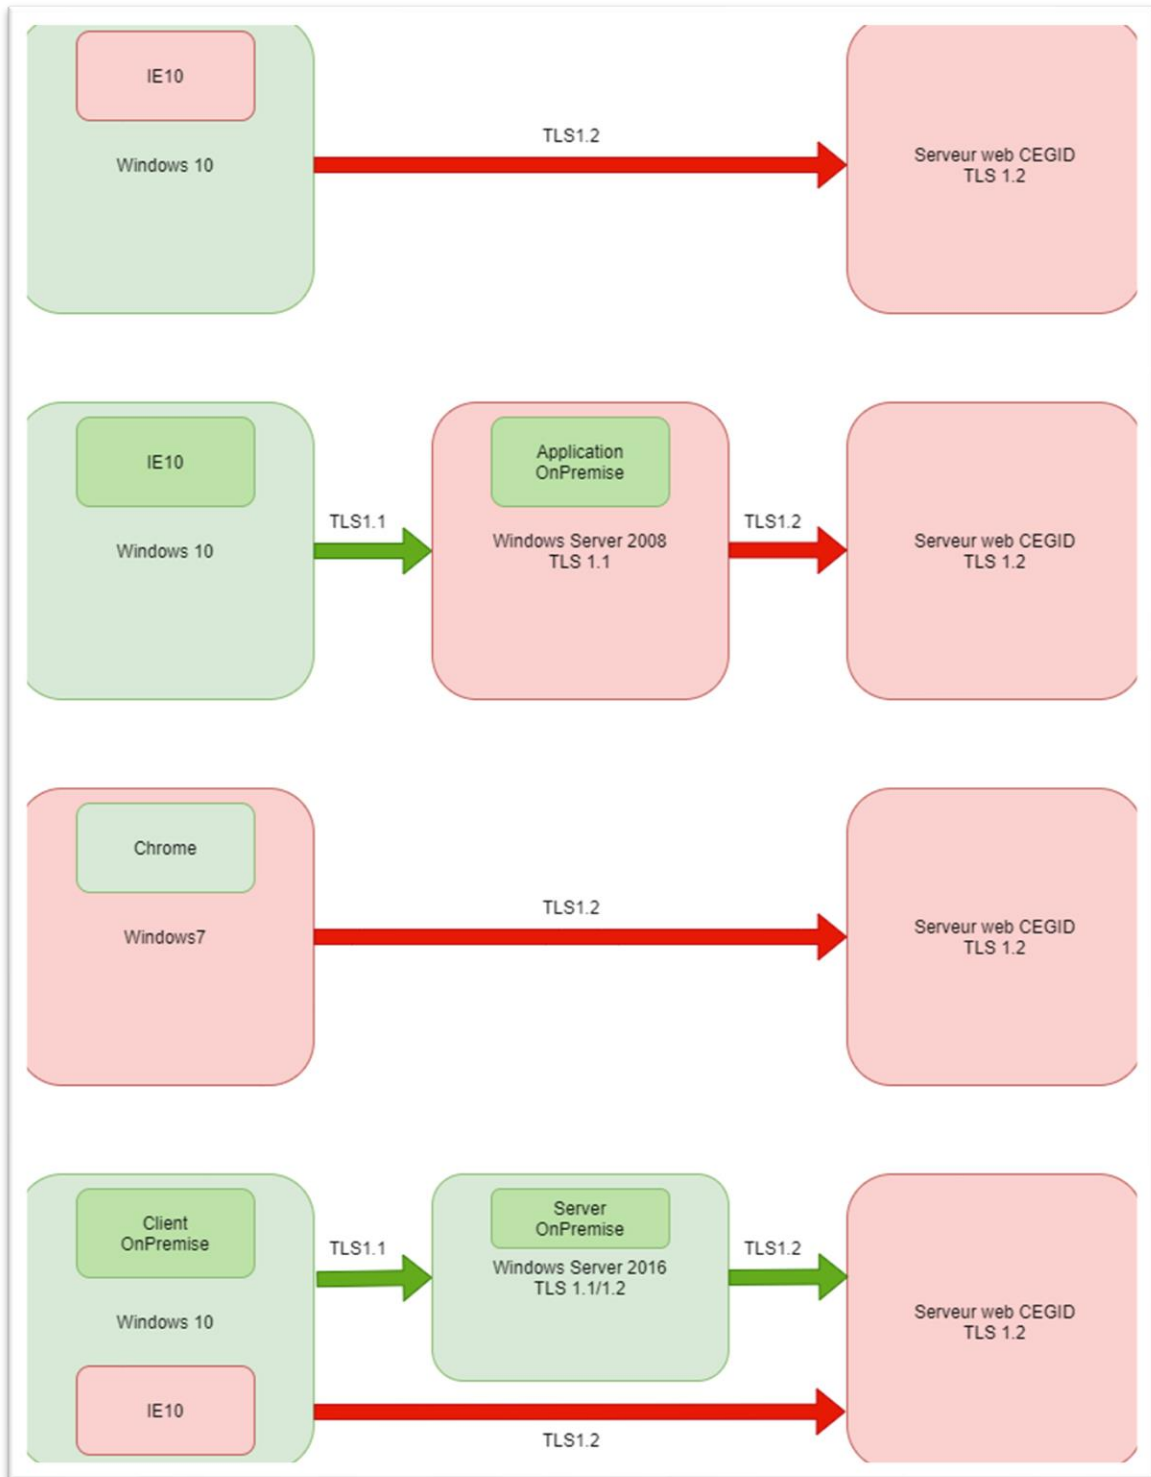 IE10
TLS1.2
Windows 10
Serveur web CEGID
TLS 1.2
IE10
Application
OnPremise
TLS1.1
TLS1.2
Windows 10
Windows Server 2008
TLS 1.1
Serveur web CEGID
TLS 1.2
Chrome
TLS1.2
Windows7
Serveur web CEGID
TLS 1.2
Client
OnPremise
Server
OnPremise
TLS1.1
TLS1.2
Windows Server 2016
TLS 1.1/1.2
Windows 10
Serveur web CEGID
TLS 1.2
IE10
TLS1.2